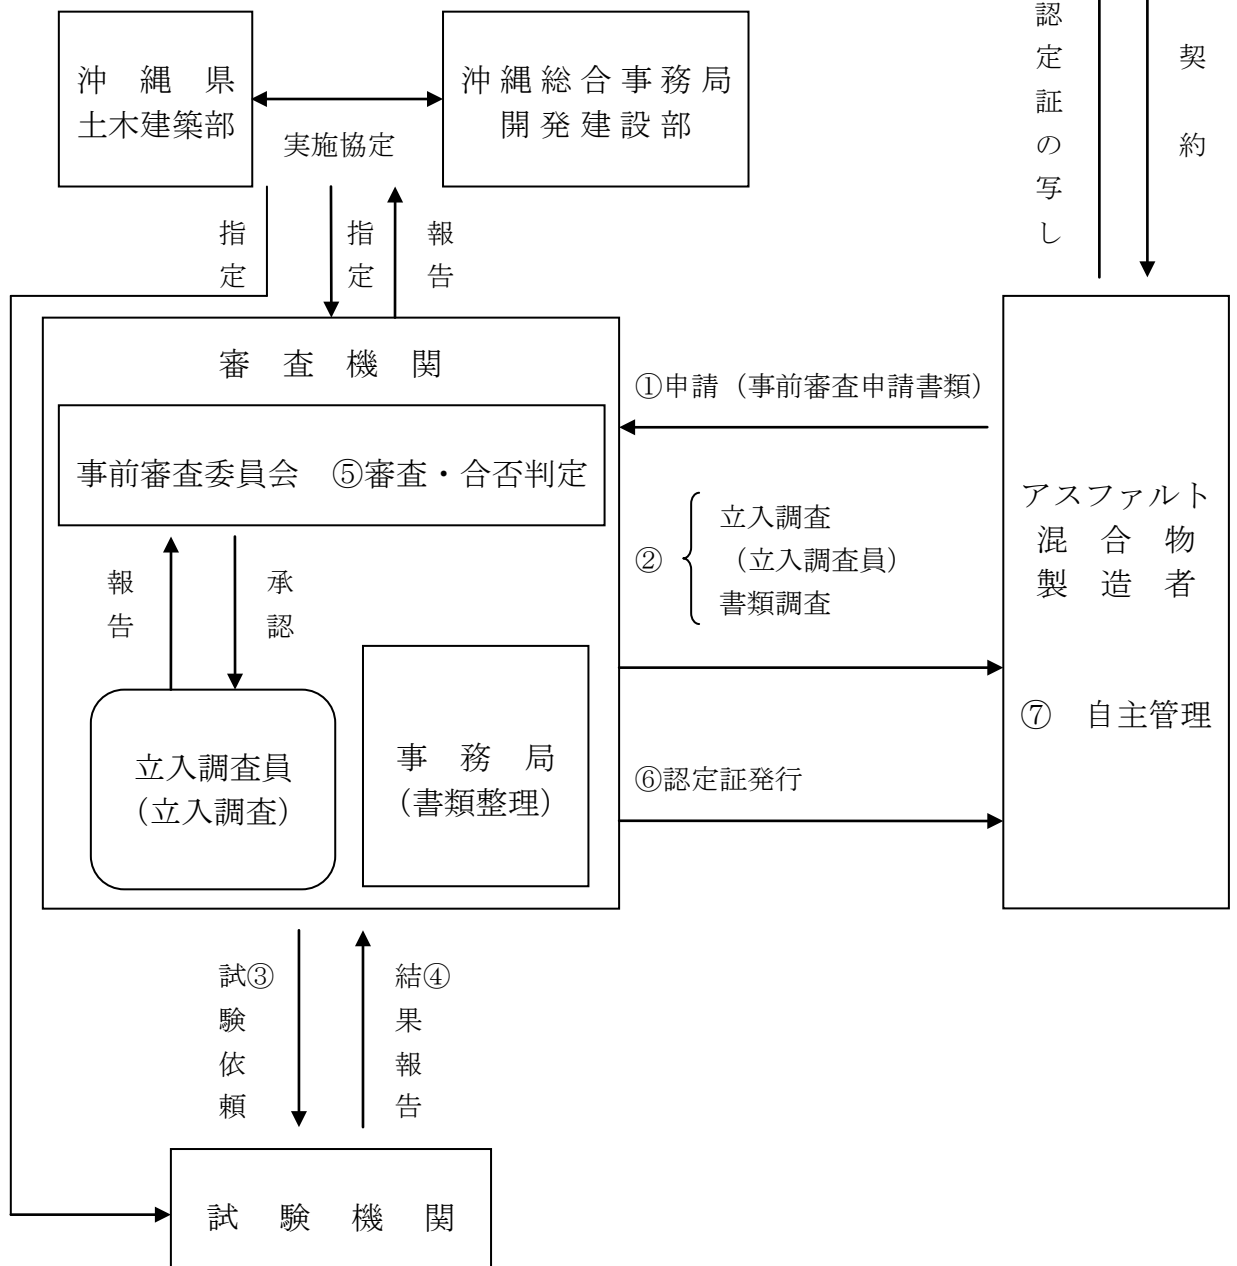 沖縄県
土木建築部
沖縄総合事務局
開発建設部
実施協定
認定証の写し
契約
指定
指定
報告
審査機関
事前審査委員会 ⑤審査・合否判定
報告
承認
立入調査員
(立入調査)
事務局
(書類整理)
①申請(事前審査申請書類)
②
立入調査
(立入調査員)
書類調査
⑥認定証発行
アスファルト
混合物
製造者
⑦ 自主管理
試③験依頼
結④果報告
試験機関